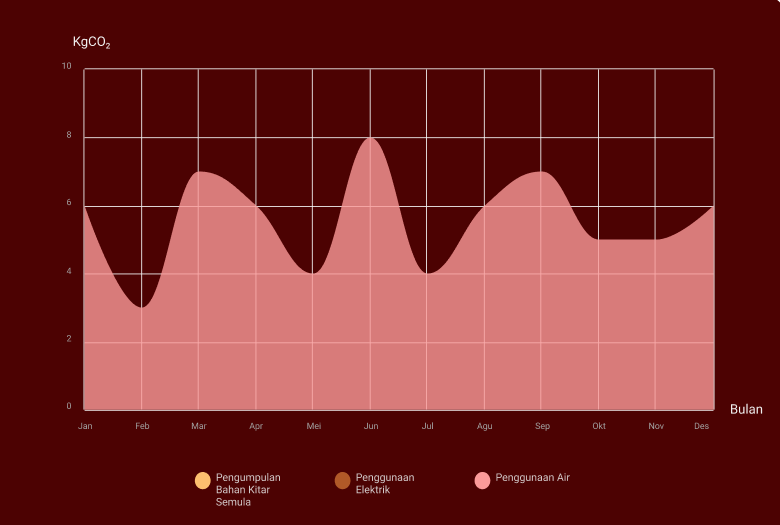 KgCO₂
10
8
6
4
2
0
Jan Feb Mar Apr Mei Jun Jul Agu Sep Okt Nov Des
Bulan
Pengumpulan
Bahan Kitar
Semula
Penggunaan
Elektrik
Penggunaan Air